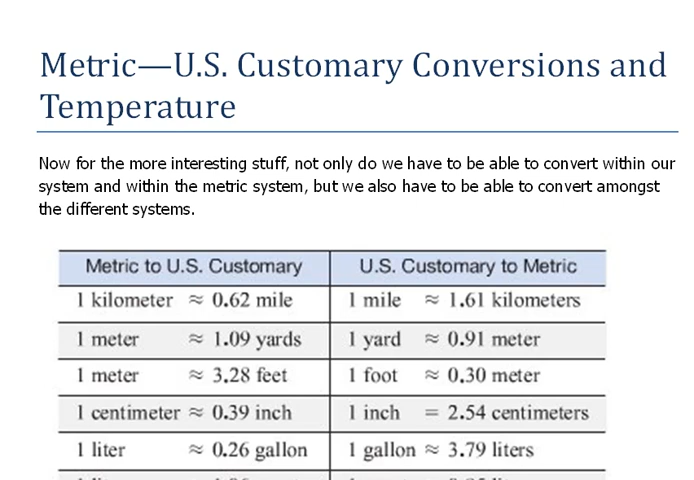 Metric—U.S. Customary Conversions and
Temperature
Now for the more interesting stuff, not only do we have to be able to convert within our
system and within the metric system, but we also have to be able to convert amongst
the different systems.
Metric to U.S. Customary U.S. Customary to Metric
1 kilometer ≈ 0.62 mile 1 mile ≈ 1.61 kilometers
1 meter ≈ 1.09 yards 1 yard ≈ 0.91 meter
1 meter ≈ 3.28 feet 1 foot ≈ 0.30 meter
1 centimeter ≈ 0.39 inch 1 inch = 2.54 centimeters
1 liter ≈ 0.26 gallon 1 gallon ≈ 3.79 liters